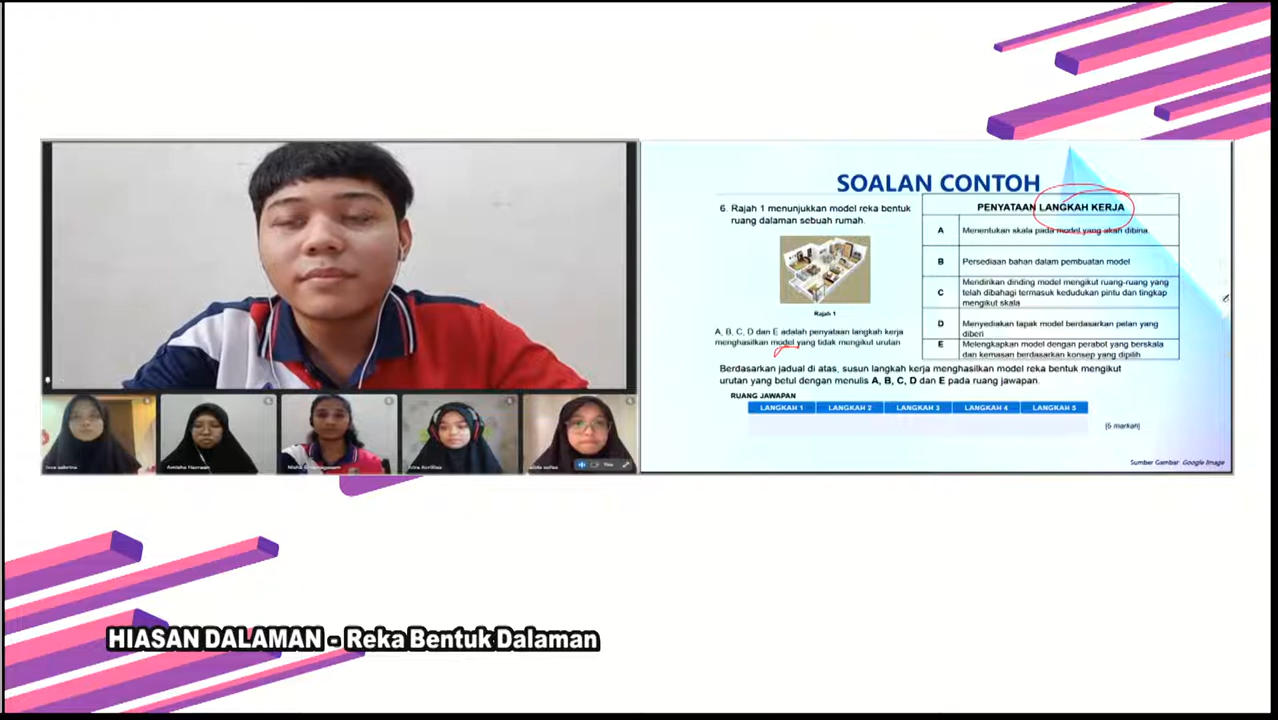 SOALAN CONTOH
6. Rajah 1 menunjukkan model reka bentuk
ruang dalaman sebuah rumah.
Rajah 1
A, B, C, D dan E adalah penyataan langkah kerja
menghasilkan model yang tidak mengikut urutan
PENYATAAN LANGKAH KERJA
A Menentukan skala pada model yang akan dibina.
B Persediaan bahan dalam pembuatan model
C Mendirikan dinding model mengikut ruang-ruang yang
telah dibahagi termasuk kedudukan pintu dan tingkap
mengikut skala
D Menyediakan tapak model berdasarkan pelan yang
diberi
E Melengkapkan model dengan perabot yang berskala
dan kemasan berdasarkan konsep yang dipilih
Berdasarkan jadual di atas, susun langkah kerja menghasilkan model reka bentuk mengikut
urutan yang betul dengan menulis A, B, C, D dan E pada ruang jawapan.
RUANG JAWAPAN
LANGKAH 1 LANGKAH 2 LANGKAH 3 LANGKAH 4 LANGKAH 5
[5 markah]
Sumber Gambar: Google Image
HIASAN DALAMAN - Reka Bentuk Dalaman